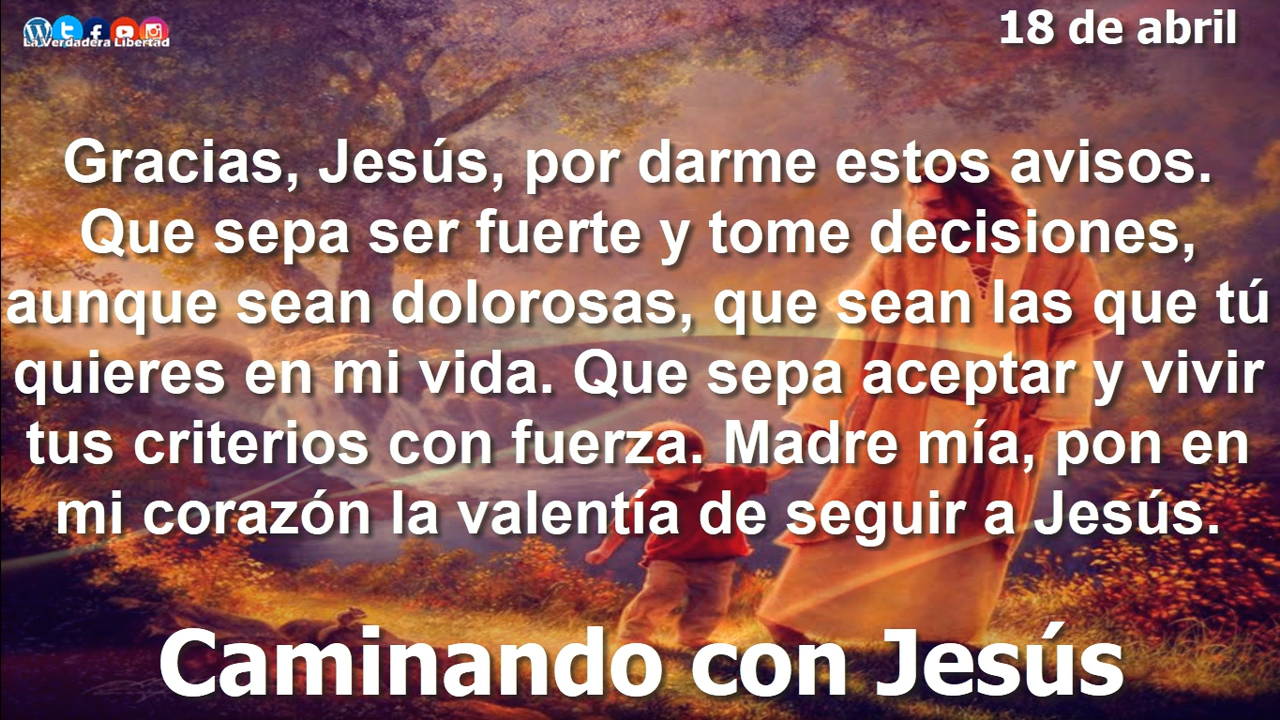 La Verdadera Libertad
18 de abril
Gracias, Jesús, por darme estos avisos.
Que sepa ser fuerte y tome decisiones,
aunque sean dolorosas, que sean las que tú
quieres en mi vida. Que sepa aceptar y vivir
tus criterios con fuerza. Madre mía, pon en
mi corazón la valentía de seguir a Jesús.
Caminando con Jesús